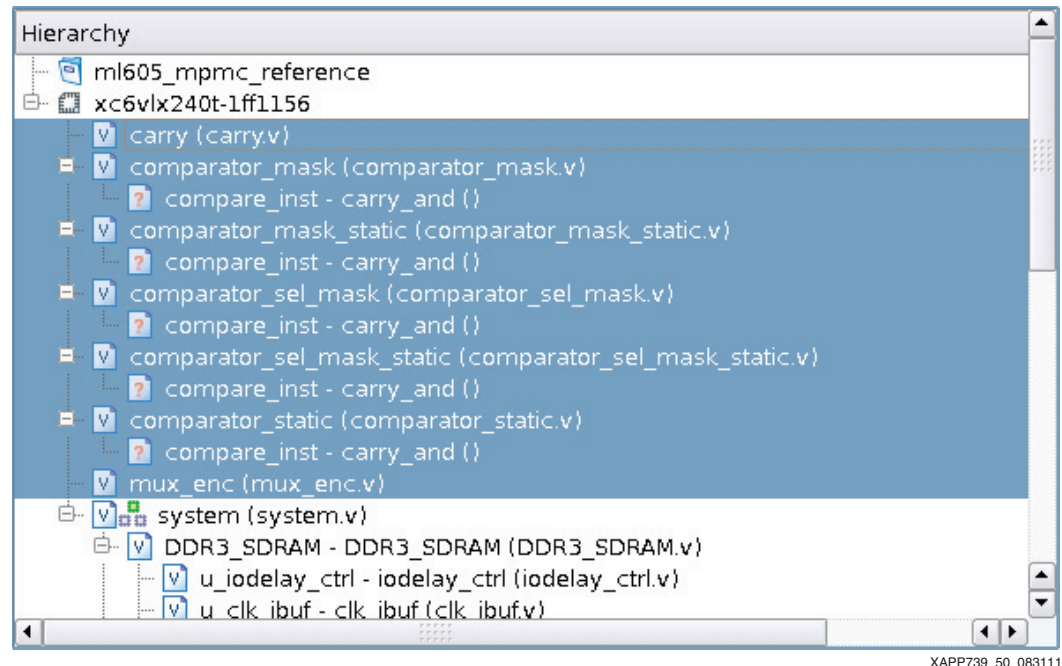 Hierarchy
ml605_mpmc_reference
xc6vlx240t-1ff1156
carry (carry.v)
comparator_mask (comparator_mask.v)
compare_inst - carry_and ()
comparator_mask_static (comparator_mask_static.v)
compare_inst - carry_and ()
comparator_sel_mask (comparator_sel_mask.v)
compare_inst - carry_and ()
comparator_sel_mask_static (comparator_sel_mask_static.v)
compare_inst - carry_and ()
comparator_static (comparator_static.v)
compare_inst - carry_and ()
mux_enc (mux_enc.v)
system (system.v)
DDR3_SDRAM - DDR3_SDRAM (DDR3_SDRAM.v)
u_iodelay_ctrl - iodelay_ctrl (iodelay_ctrl.v)
u_clk_ibuf - clk_ibuf (clk_ibuf.v)
XAPP739_50_083111